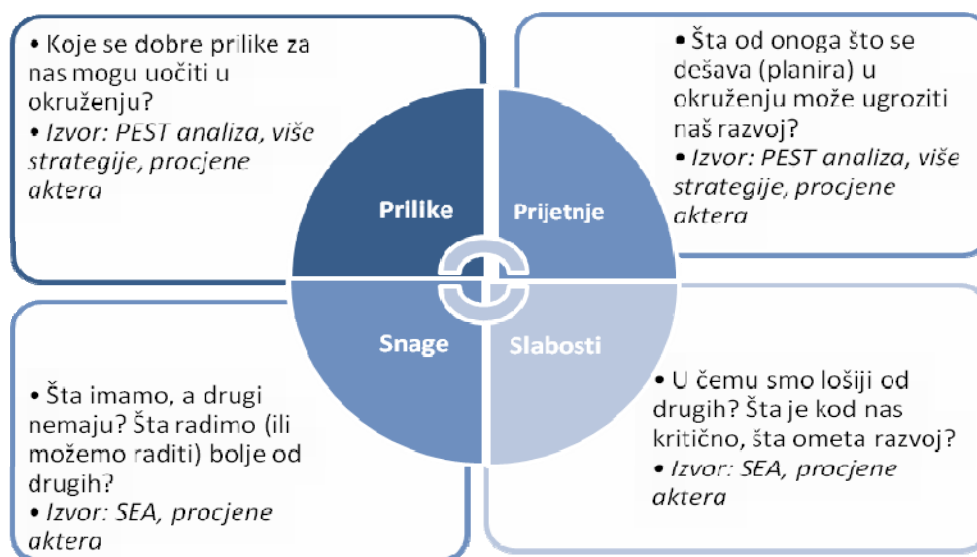 • Koje se dobre prilike za
nas mogu uočiti u
okruženju?
• Izvor: PEST analiza, više
strategije, procjene
aktera
• Šta od onoga što se
dešava (planira) u
okruženju može ugroziti
naš razvoj?
• Izvor: PEST analiza, više
strategije, procjene
aktera
Prilike
Prijetnje
Snage
Slabosti
• Šta imamo, a drugi
nemaju? Šta radimo (ili
možemo raditi) bolje od
drugih?
• Izvor: SEA, procjene
aktera
• U čemu smo lošiji od
drugih? Šta je kod nas
kritično, šta ometa razvoj?
• Izvor: SEA, procjene
aktera